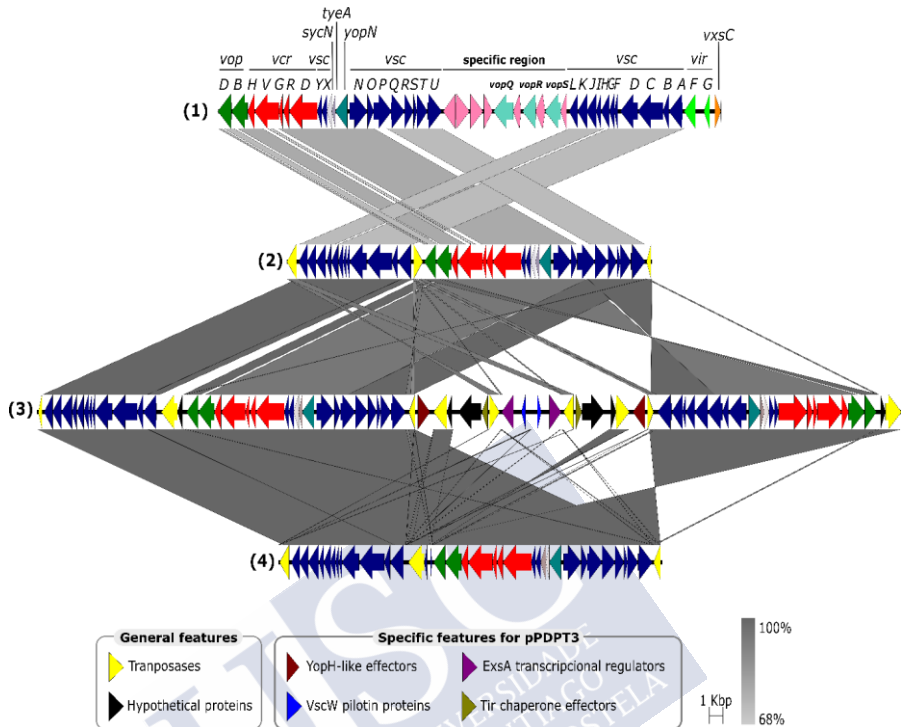 tyeA
sycN yopN vxsC
vop vcr vsc vsc specific region vsc vir
D B H V G R D Y X N O P Q R S T U vopQ vopR vopS L K J I H G F D C B A F G
(1)
(2)
(3)
(4)
General features Specific features for pPDPT3
Tranposases YopH-like effectors ExsA transcripcional regulators
Hypothetical proteins VscW pilotin proteins Tir chaperone effectors
1 Kbp
100%
68%
USC
UNIVERSIDADE